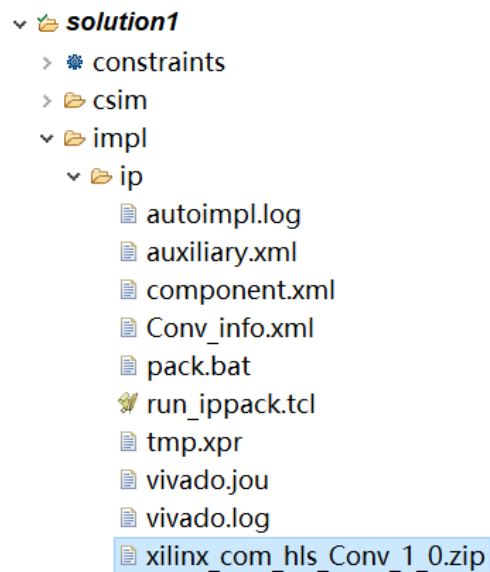 solution1
constraints
csim
impl
ip
autoimpl.log
auxiliary.xml
component.xml
Conv_info.xml
pack.bat
run_ippack.tcl
tmp.xpr
vivado.jou
vivado.log
xilinx_com_hls_Conv_1_0.zip